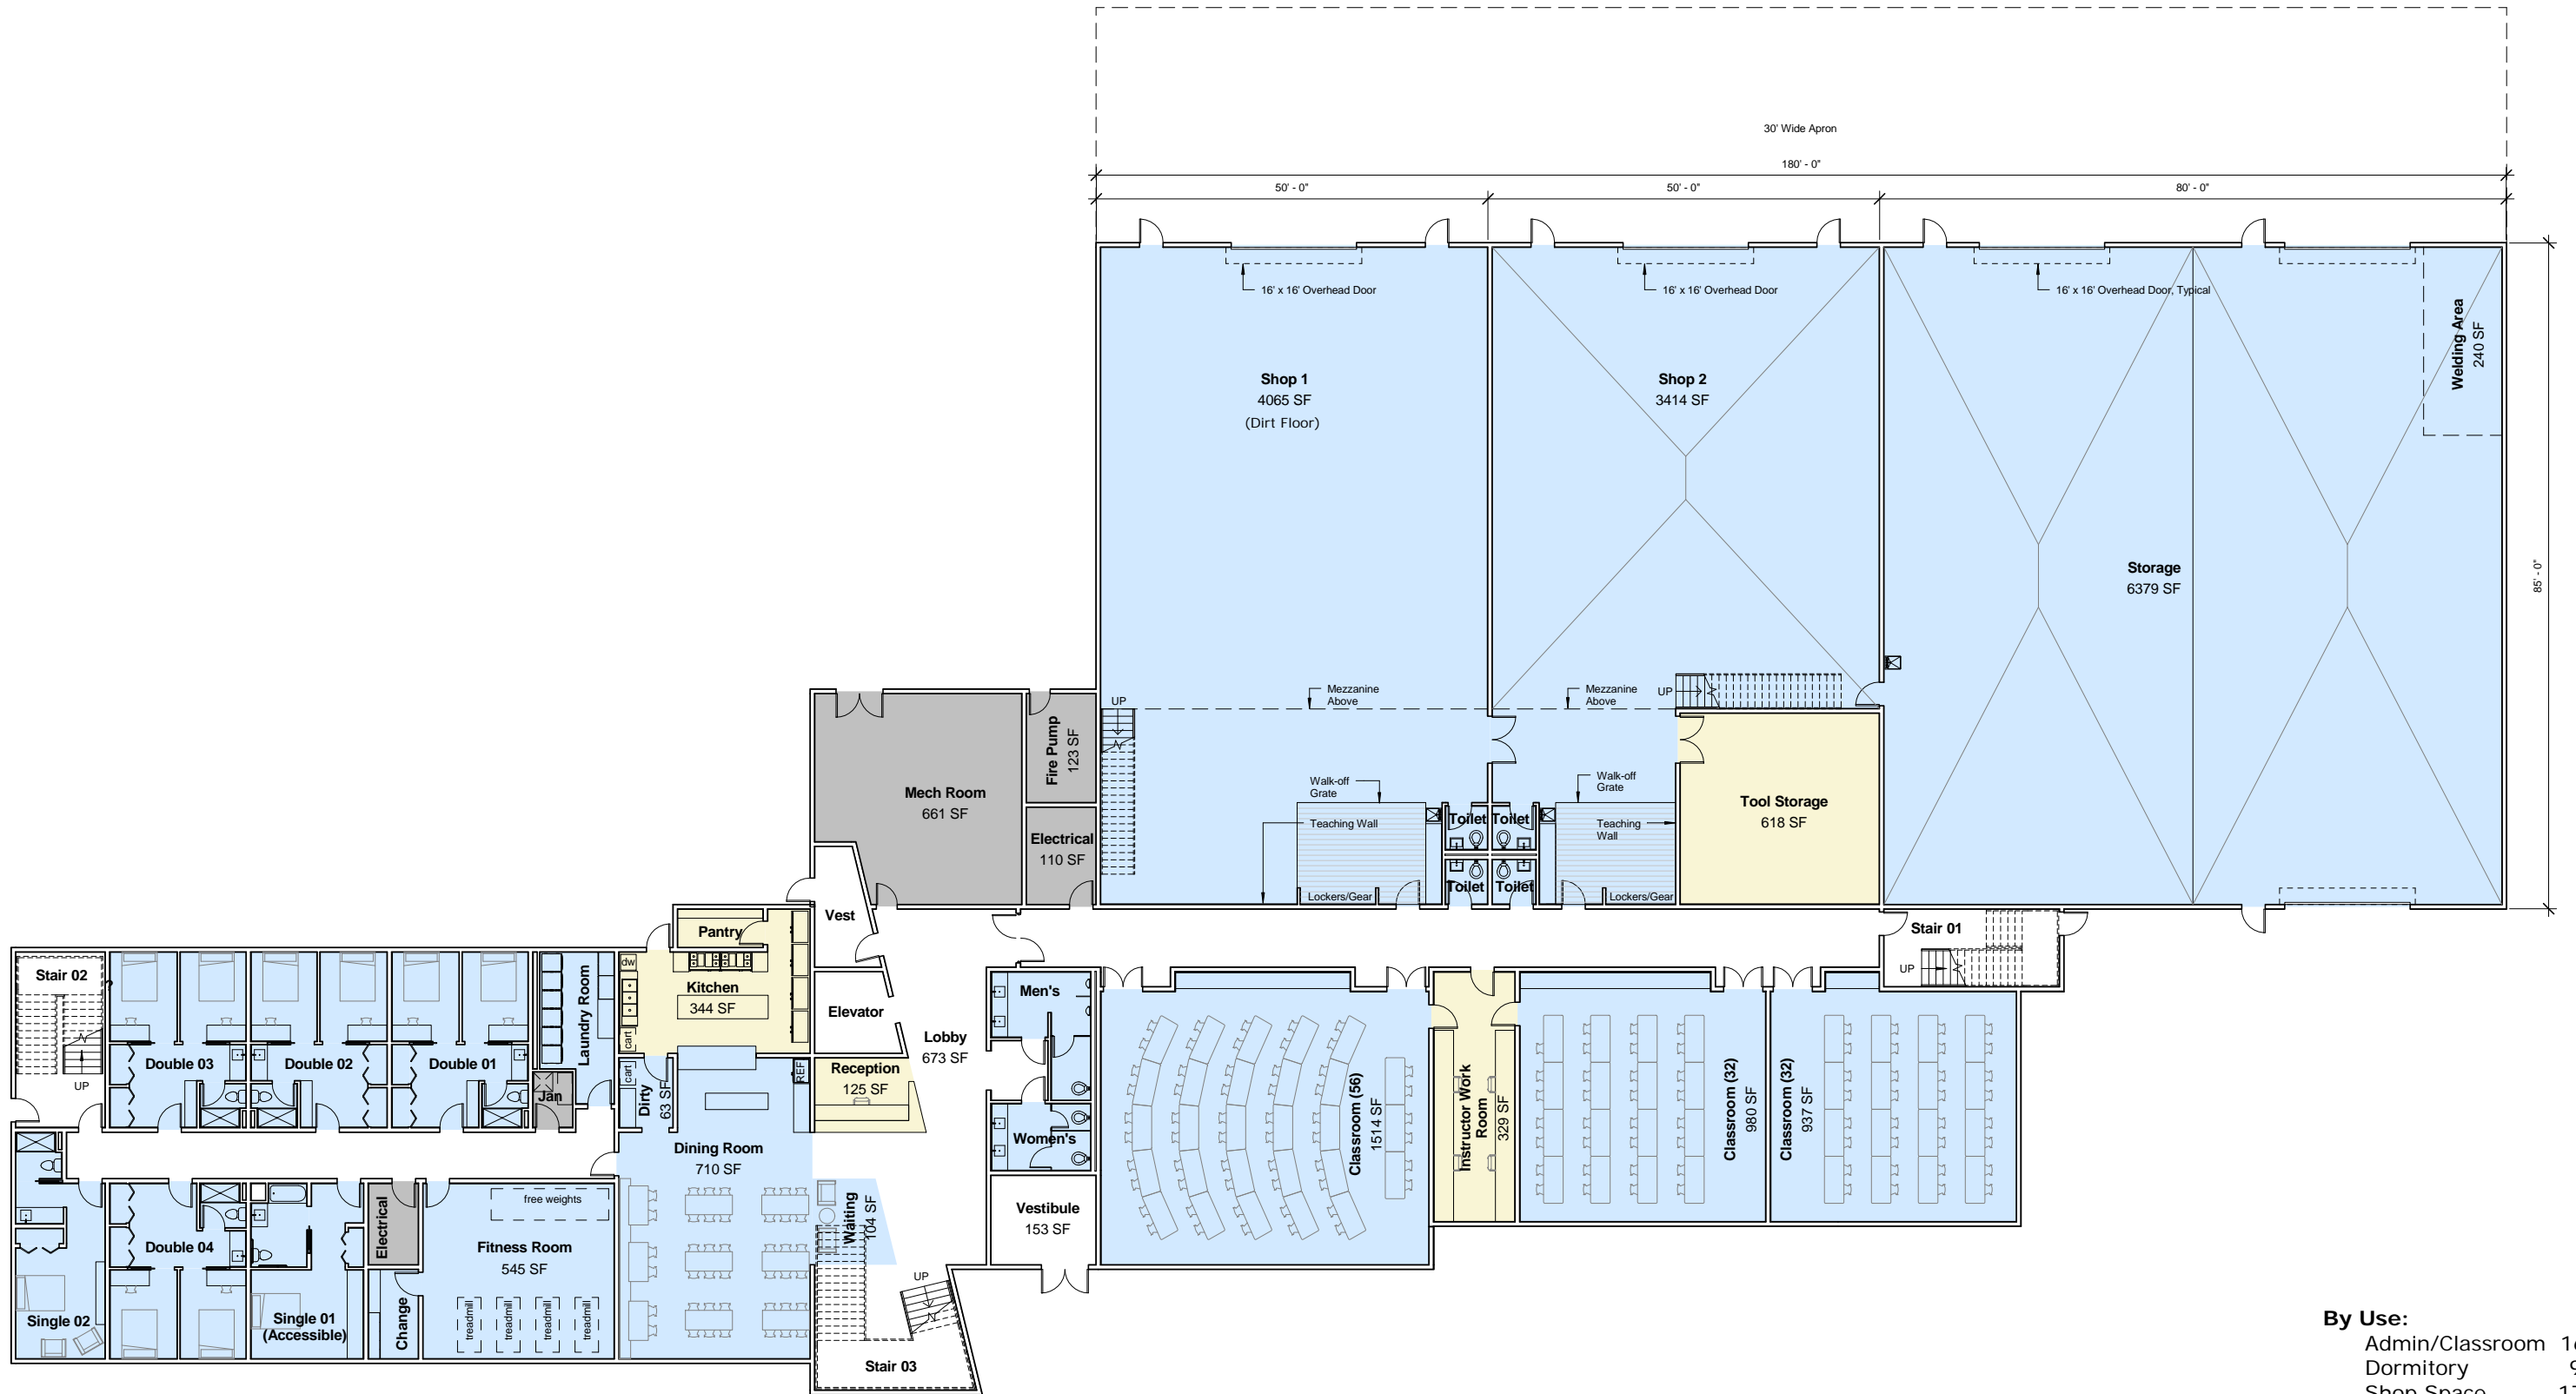 30' Wide Apron
180' - 0"
50' - 0"
50' - 0"
80' - 0"
16' x 16' Overhead Door
16' x 16' Overhead Door
16' x 16' Overhead Door, Typical
Welding Area
240 SF
Shop 1
4065 SF
(Dirt Floor)
Shop 2
3414 SF
Storage
6379 SF
85' - 0"
UP
Mezzanine
Above
Mezzanine
Above
UP
Fire Pump
123 SF
Mech Room
661 SF
Walk-off
Grate
Walk-off
Grate
Tool Storage
618 SF
Teaching Wall
Toilet
Toilet
Teaching
Wall
Electrical
110 SF
Toilet
Toilet
Lockers/Gear
Lockers/Gear
Vest
Pantry
Stair 01
UP
Stair 02
dw
Kitchen
344 SF
cart
Laundry Room
Men's
Elevator
Lobby
673 SF
Double 03
Double 02
Double 01
UP
cart
Dirty
63 SF
REF
Reception
125 SF
Jan
Classroom (56)
1514 SF
Instructor Work
Room
329 SF
Classroom (32)
980 SF
Classroom (32)
937 SF
Women's
Dining Room
710 SF
free weights
Waiting
104 SF
Vestibule
153 SF
Electrical
Double 04
Fitness Room
545 SF
UP
Single 02
Single 01
(Accessible)
Change
treadmill
treadmill
treadmill
treadmill
Stair 03
By Use:
Admin/Classroom
Dormitory
Shop Space